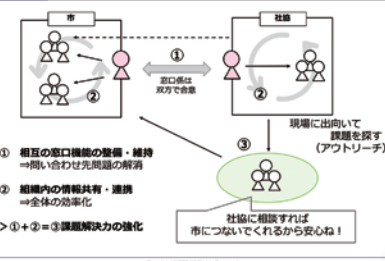 市
社協
①
窓口係は
双方で合意
②
②
現場に出向いて
課題を探す
(アウトリーチ)
③
① 相互の窓口機能の整備・維持
⇒問い合わせ先問題の解消
② 組織内の情報共有・連携
⇒全体の効率化
>①+②=③課題解決力の強化
社協に相談すれば
市につないでくれるから安心ね!